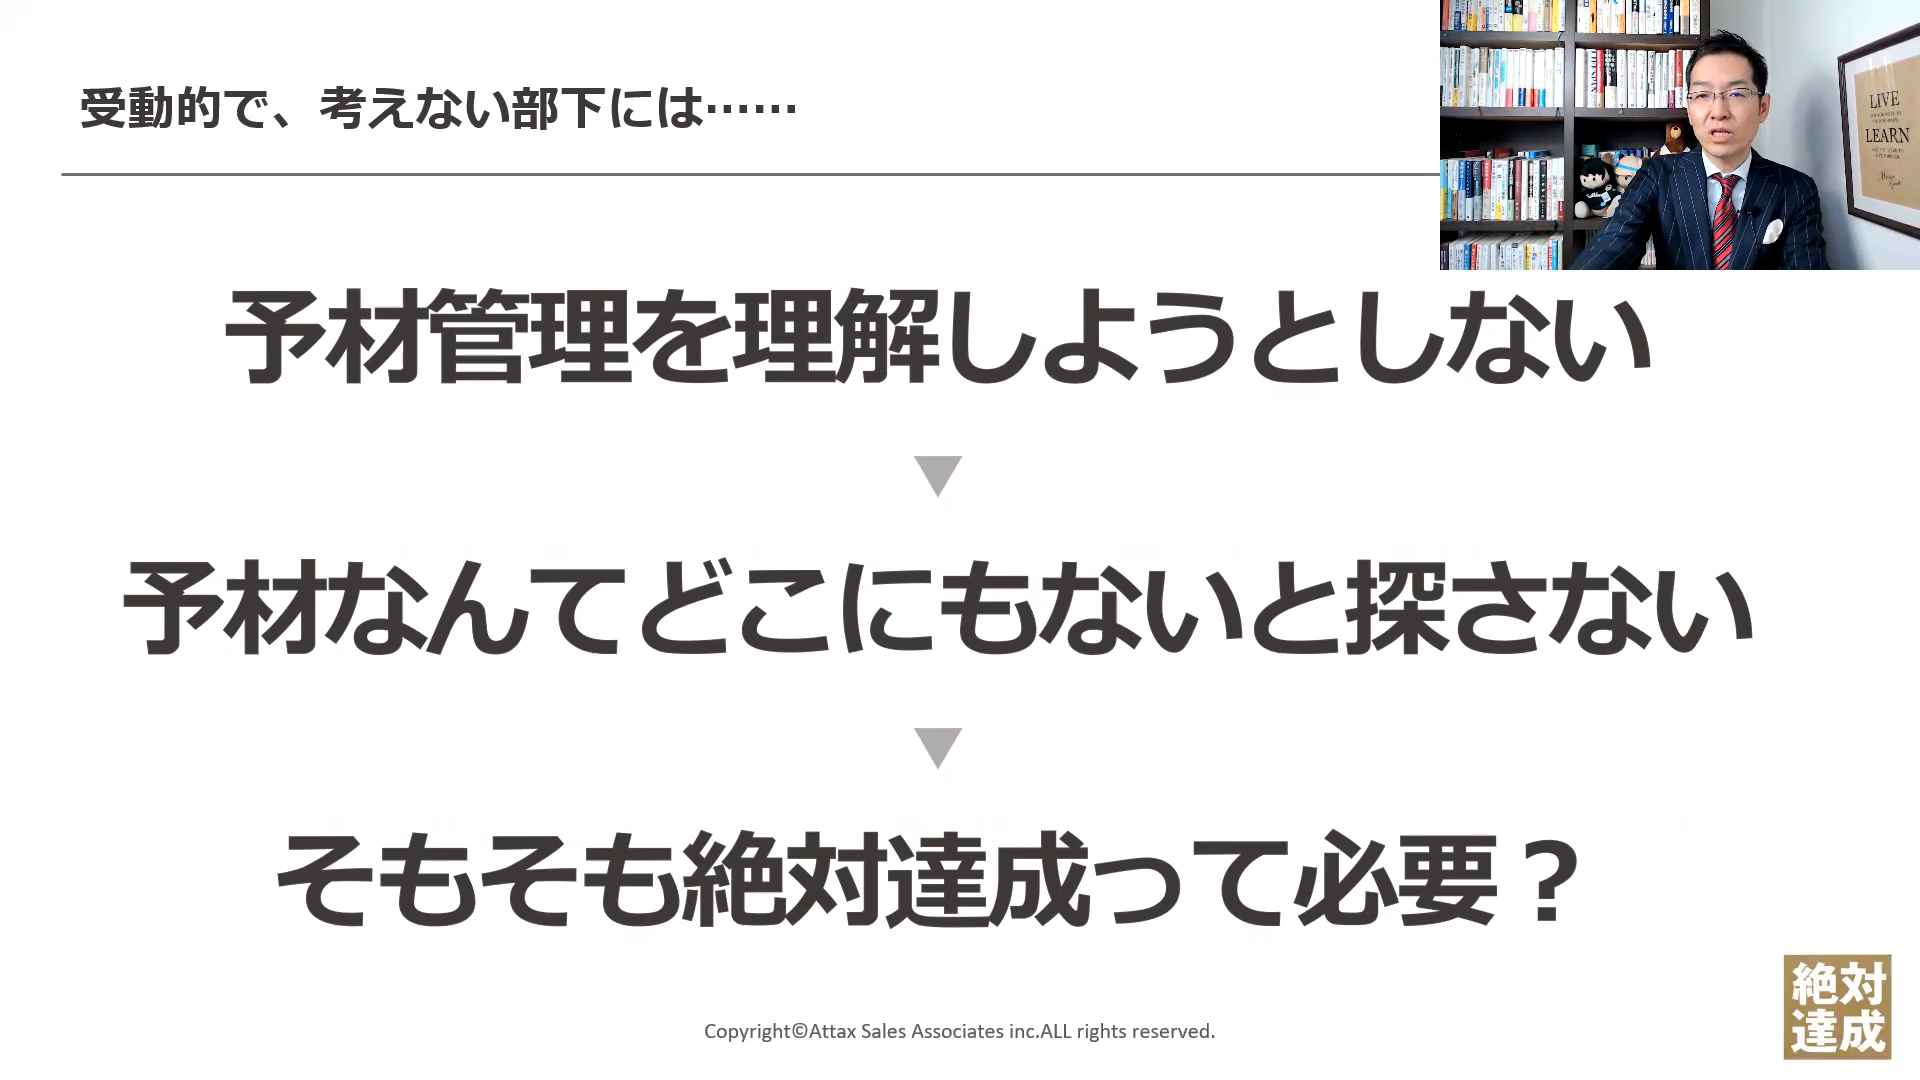 受動的で、考えない部下には……
LIVE
LEARN
予材管理を理解しようとしない
予材なんてどこにもないと探さない
そもそも絶対達成って必要？
絶対
達成
Copyright©Attax Sales Associates inc.ALL rights reserved.